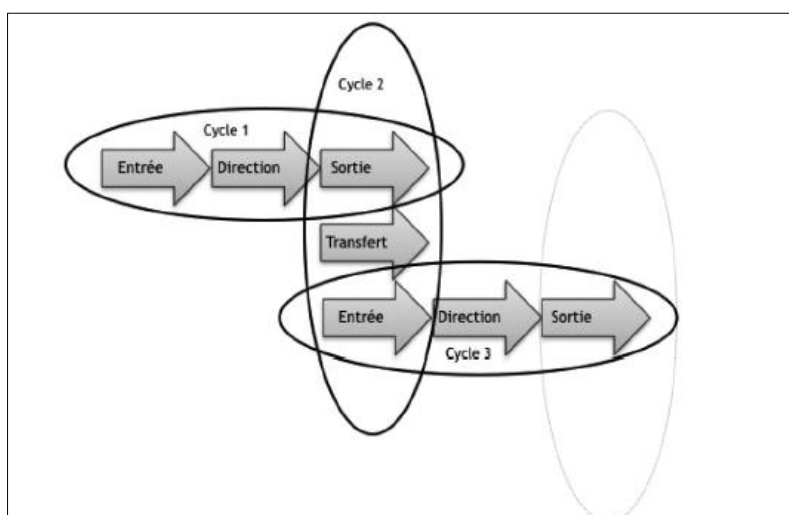 Cycle 2
Cycle 1
Entrée
Direction
Sortie
Transfert
Entrée
Direction
Sortie
Cycle 3